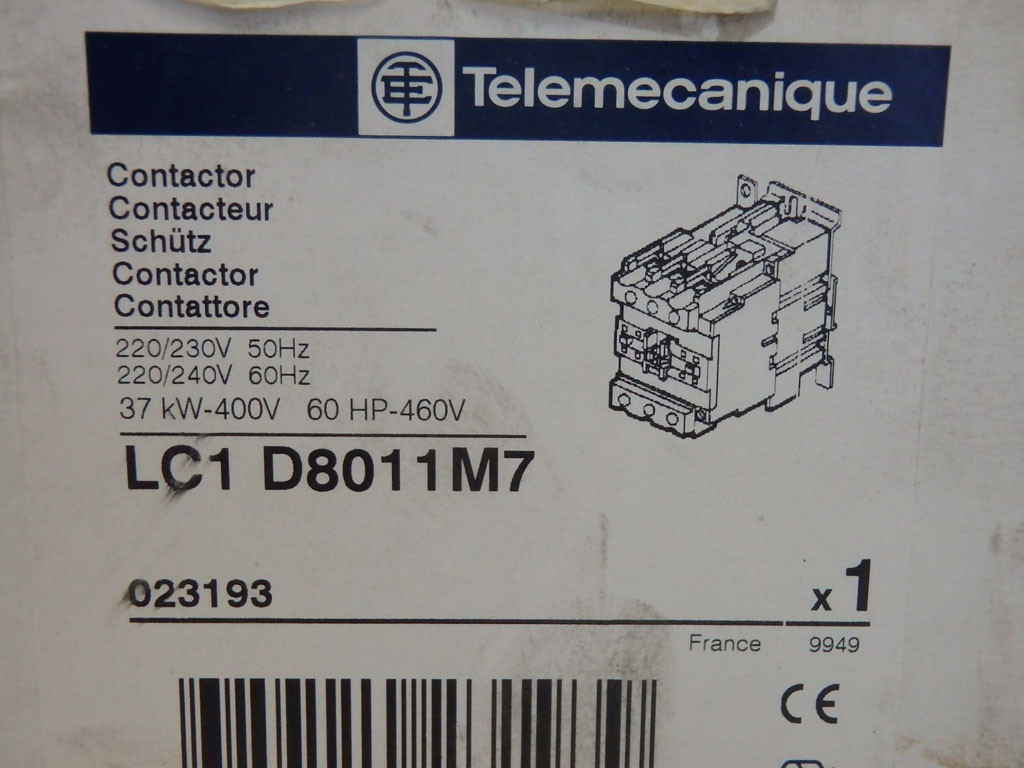 Telemecanique
Contactor
Contacteur
Schütz
Contactor
Contattore
220/230V 50Hz
220/240V 60Hz
37 kW-400V 60 HP-460V
LC1 D8011M7
023193
x 1
France 9949
CE